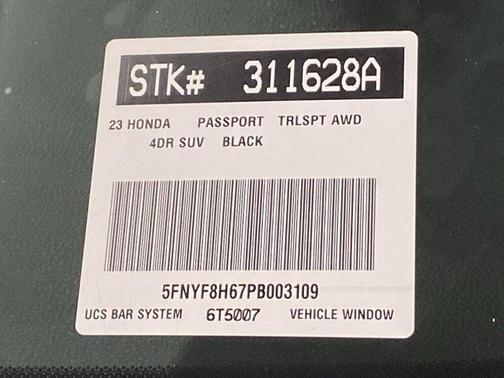 STK# 311628A
23 HONDA PASSPORT TRLSPT AWD
4DR SUV BLACK
5FNYF8H67PB003109
UCS BAR SYSTEM 6T5007 VEHICLE WINDOW